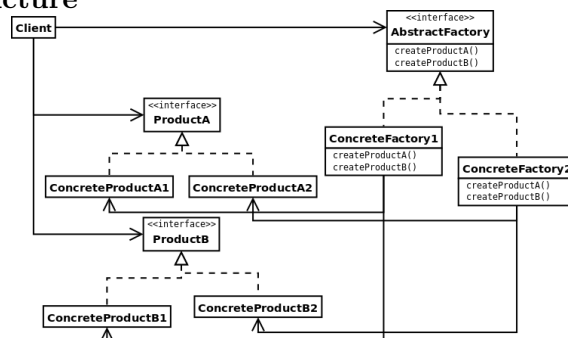 Client
<<interface>>
AbstractFactory
createProductA()
createProductB()
<<interface>>
ProductA
ConcreteFactory1
createProductA()
createProductB()
ConcreteFactory2
createProductA()
createProductB()
ConcreteProductA1
ConcreteProductA2
<<interface>>
ProductB
ConcreteProductB1
ConcreteProductB2